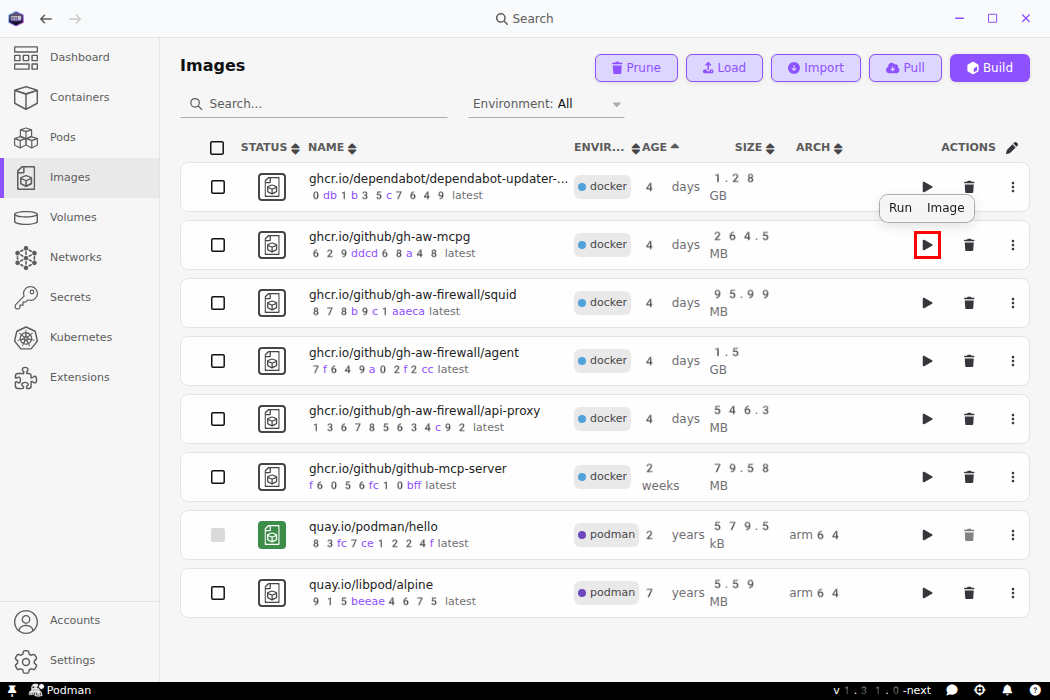 Search
Dashboard
Containers
Pods
Images
Volumes
Networks
Secrets
Kubernetes
Extensions
Accounts
Settings
Images
Prune
Load
Import
Pull
Build
Search...
Environment: All
STATUS NAME ENVIR... AGE SIZE ARCH ACTIONS
ghcr.io/dependabot/dependabot-updater-... docker 4 days 1.28 GB
0db1b35c7649 latest
Run Image
ghcr.io/github/gh-aw-mcpg docker 4 days 264.5 MB
629ddcd68a48 latest
ghcr.io/github/gh-aw-firewall/squid docker 4 days 95.99 MB
878b9c1aaeca latest
ghcr.io/github/gh-aw-firewall/agent docker 4 days 1.5 GB
7f649a02f2cc latest
ghcr.io/github/gh-aw-firewall/api-proxy docker 4 days 546.3 MB
136785634c92 latest
ghcr.io/github/github-mcp-server docker 2 weeks 79.58 MB
f6056fc10bff latest
quay.io/podman/hello podman 2 years 579.5 kB arm64
83fc7ce1224f latest
quay.io/libpod/alpine podman 7 years 5.59 MB arm64
915beeae4675 latest
Podman
v1.31.0-next